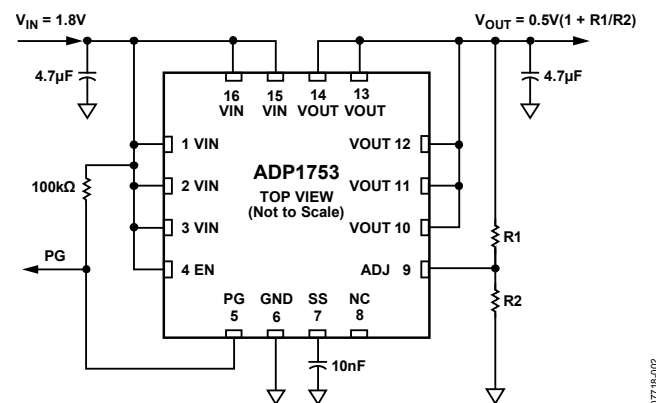 VIN = 1.8V
VOUT = 0.5V(1 + R1/R2)
4.7µF
4.7µF
16
VIN
15
VIN
14
VOUT
13
VOUT
1 VIN
2 VIN
3 VIN
4 EN
ADP1753
TOP VIEW
(Not to Scale)
VOUT 12
VOUT 11
VOUT 10
ADJ 9
100kΩ
PG
R1
R2
PG
5
GND
6
SS
7
NC
8
10nF
07718-002